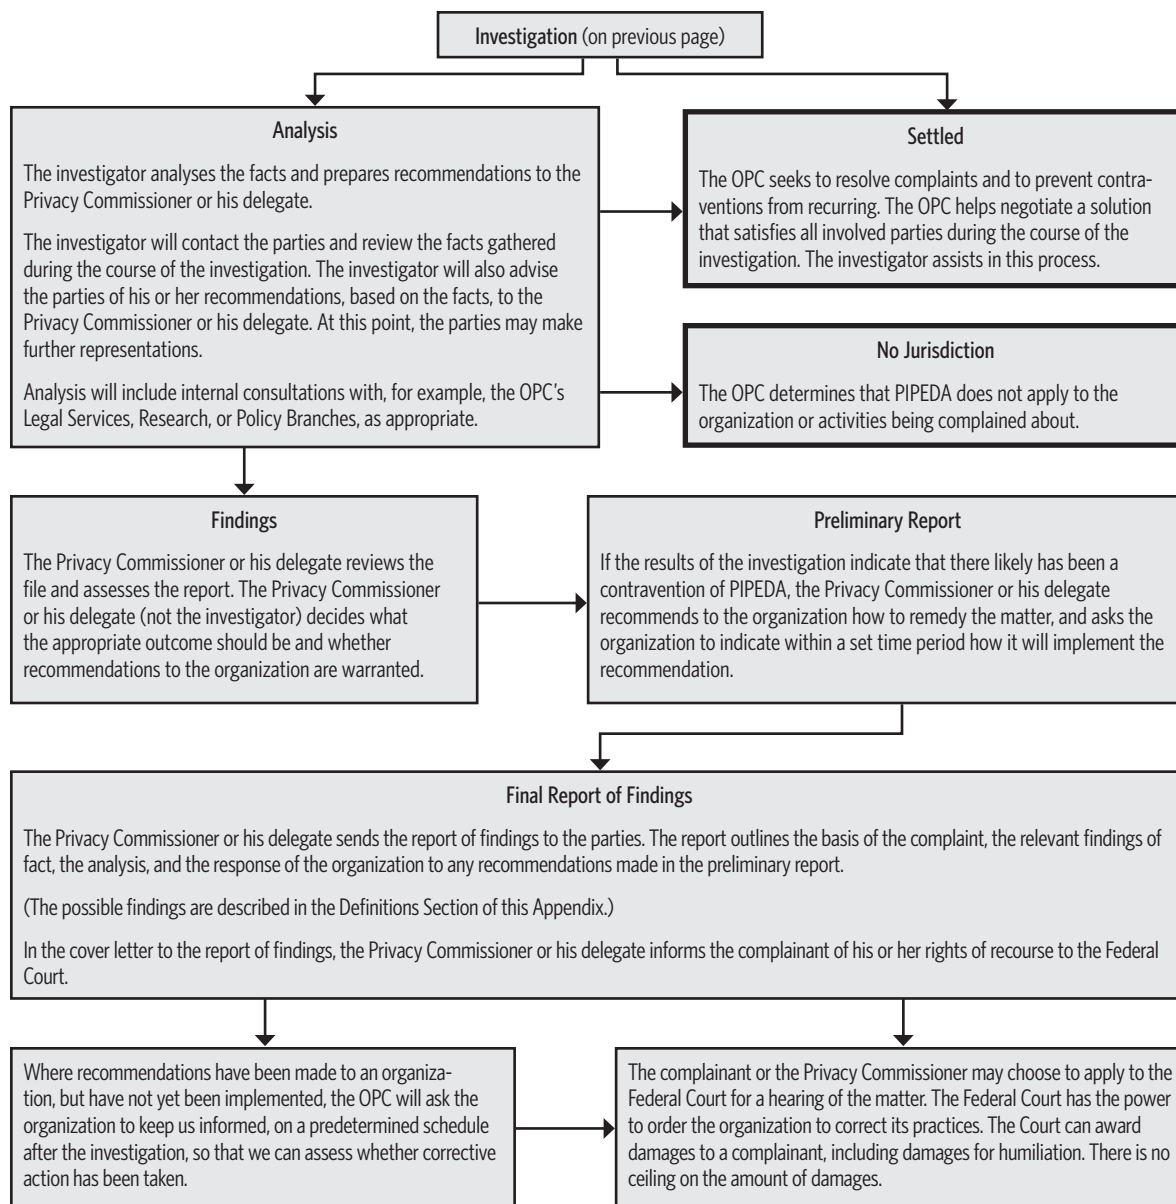 Investigation (on previous page)
Analysis
The investigator analyses the facts and prepares recommendations to the
Privacy Commissioner or his delegate.
The investigator will contact the parties and review the facts gathered
during the course of the investigation. The investigator will also advise
the parties of his or her recommendations, based on the facts, to the
Privacy Commissioner or his delegate. At this point, the parties may make
further representations.
Analysis will include internal consultations with, for example, the OPC's
Legal Services, Research, or Policy Branches, as appropriate.
Settled
The OPC seeks to resolve complaints and to prevent contra-
ventions from recurring. The OPC helps negotiate a solution
that satisfies all involved parties during the course of the
investigation. The investigator assists in this process.
No Jurisdiction
The OPC determines that PIPEDA does not apply to the
organization or activities being complained about.
Findings
The Privacy Commissioner or his delegate reviews the
file and assesses the report. The Privacy Commissioner
or his delegate (not the investigator) decides what
the appropriate outcome should be and whether
recommendations to the organization are warranted.
Preliminary Report
If the results of the investigation indicate that there likely has been a
contravention of PIPEDA, the Privacy Commissioner or his delegate
recommends to the organization how to remedy the matter, and asks the
organization to indicate within a set time period how it will implement the
recommendation.
Final Report of Findings
The Privacy Commissioner or his delegate sends the report of findings to the parties. The report outlines the basis of the complaint, the relevant findings of
fact, the analysis, and the response of the organization to any recommendations made in the preliminary report.
(The possible findings are described in the Definitions Section of this Appendix.)
In the cover letter to the report of findings, the Privacy Commissioner or his delegate informs the complainant of his or her rights of recourse to the Federal
Court.
Where recommendations have been made to an organiza-
tion, but have not yet been implemented, the OPC will ask the
organization to keep us informed, on a predetermined schedule
after the investigation, so that we can assess whether corrective
action has been taken.
The complainant or the Privacy Commissioner may choose to apply to the
Federal Court for a hearing of the matter. The Federal Court has the power
to order the organization to correct its practices. The Court can award
damages to a complainant, including damages for humiliation. There is no
ceiling on the amount of damages.